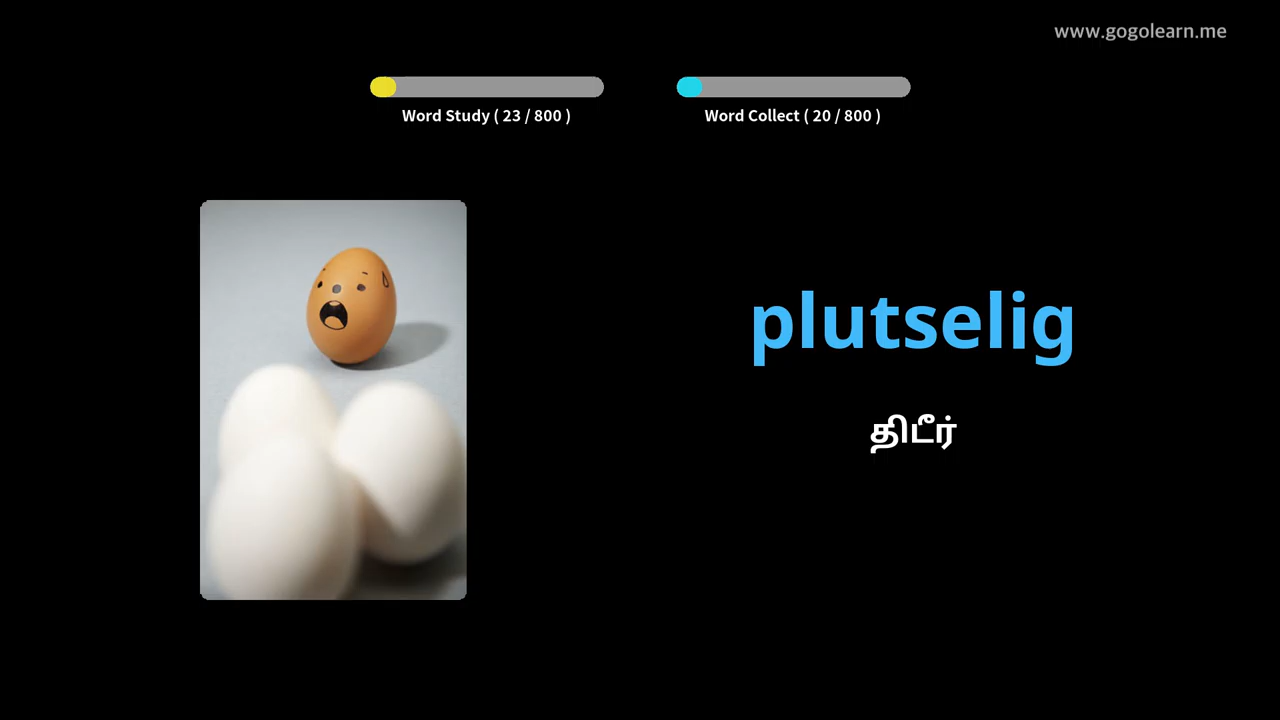 www.gogolearn.me
Word Study ( 23 / 800 )
Word Collect ( 20 / 800 )
plutselig
திடீர்